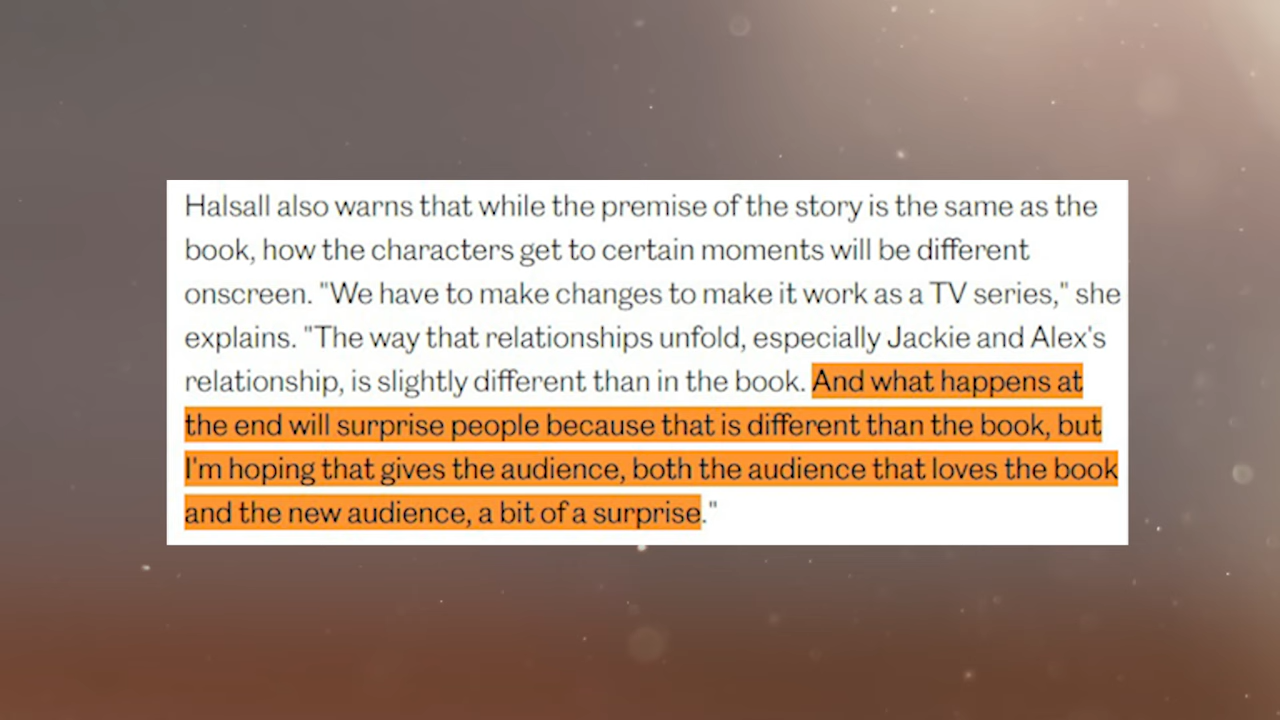 Halsall also warns that while the premise of the story is the same as the
book, how the characters get to certain moments will be different
onscreen. "We have to make changes to make it work as a TV series," she
explains. "The way that relationships unfold, especially Jackie and Alex's
relationship, is slightly different than in the book. And what happens at
the end will surprise people because that is different than the book, but
I'm hoping that gives the audience, both the audience that loves the book
and the new audience, a bit of a surprise."